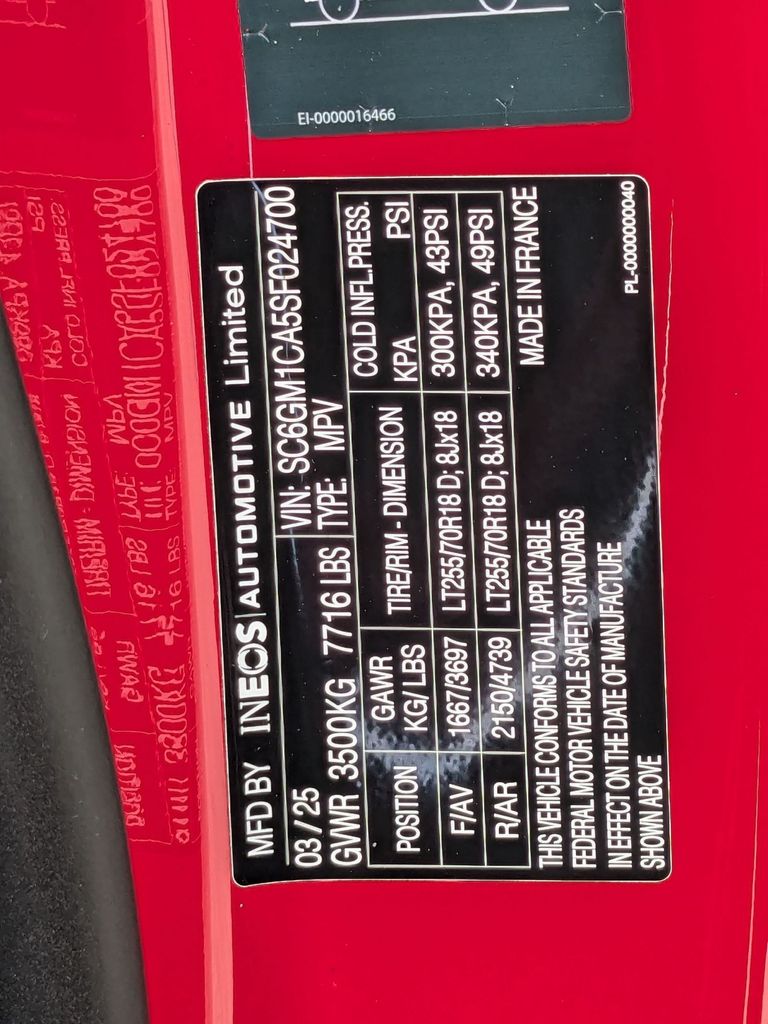 EI-0000016466
MFD BY INEOS AUTOMOTIVE Limited
03 / 25 VIN: SC6GM1CA5SF024700
GVWR 3500KG 7716 LBS TYPE: MPV
POSITION GAWR KG/ LBS TIRE/RIM - DIMENSION COLD INFL.PRESS. KPA PSI
F/AV 1667/3697 LT255/70R18 D; 8Jx18 300KPA, 43PSI
R/AR 2150/4739 LT255/70R18 D; 8Jx18 340KPA, 49PSI
THIS VEHICLE CONFORMS TO ALL APPLICABLE MADE IN FRANCE
FEDERAL MOTOR VEHICLE SAFETY STANDARDS
IN EFFECT ON THE DATE OF MANUFACTURE
SHOWN ABOVE
PL-0000000040